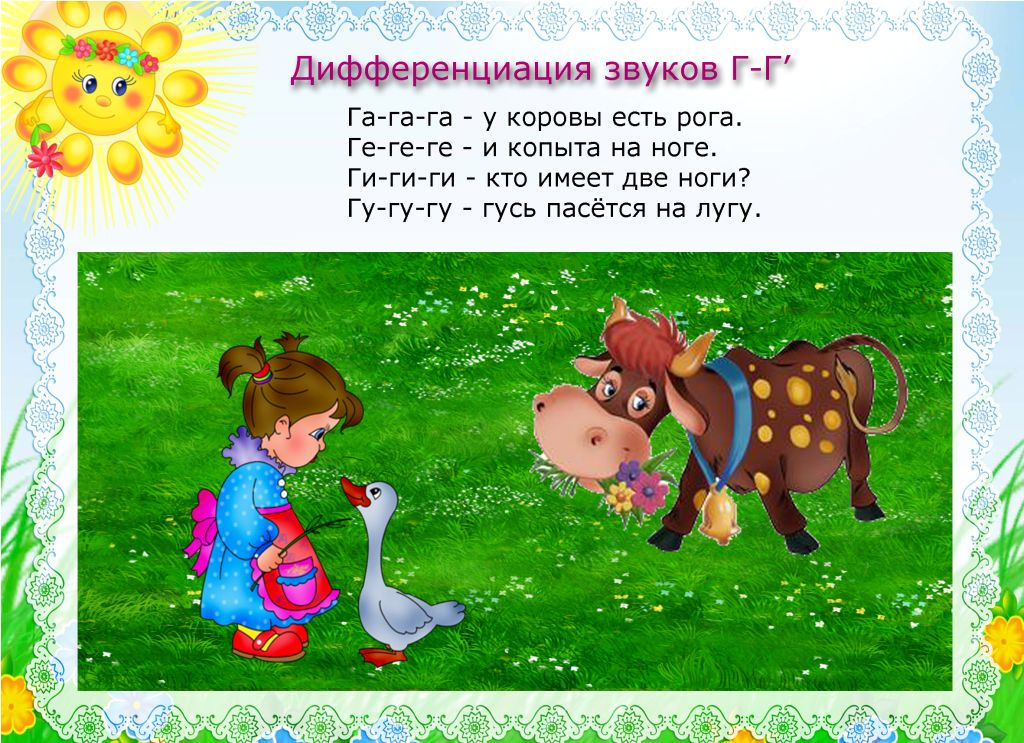 Дифференциация звуков Г-Г’
Га-га-га - у коровы есть рога.
Ге-ге-ге - и копыта на ноге.
Ги-ги-ги - кто имеет две ноги?
Гу-гу-гу - гусь пасётся на лугу.